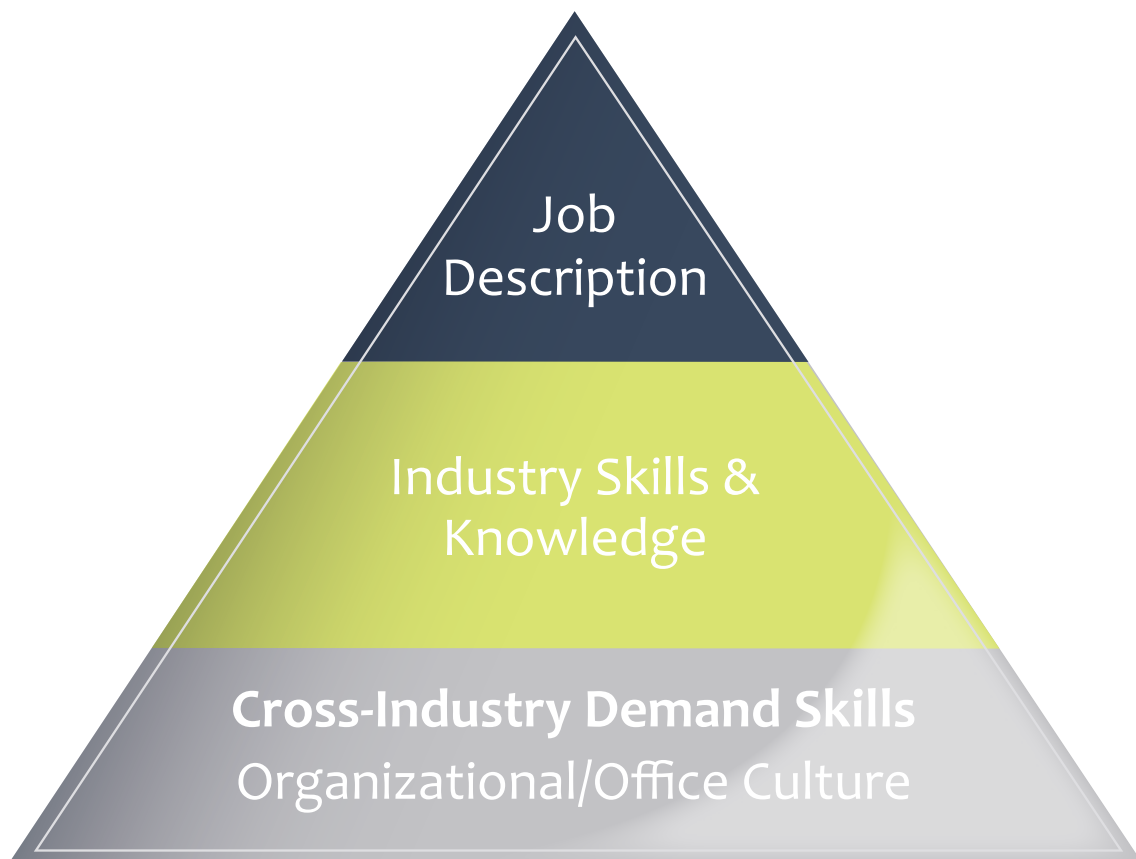 Job
Description
Industry Skills &
Knowledge
Cross-Industry Demand Skills
Organizational/Office Culture